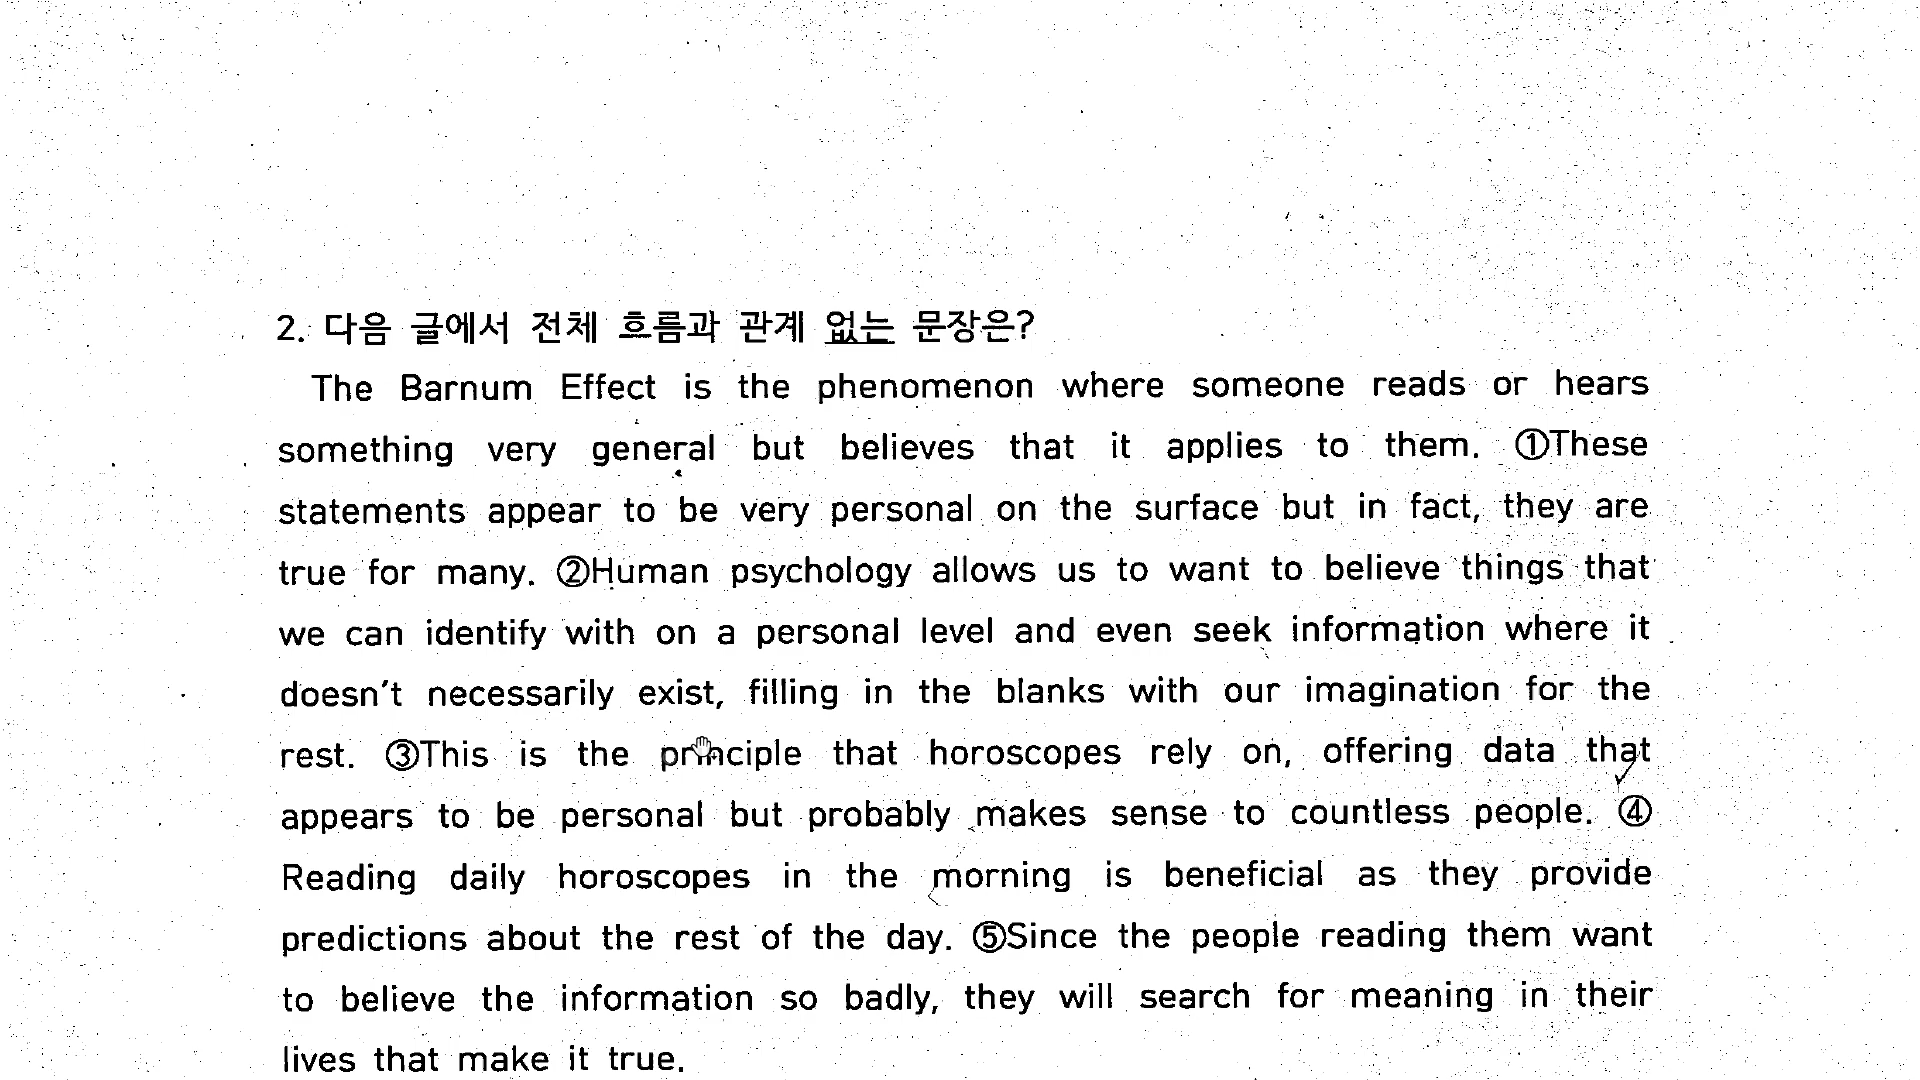 2. 다음 글에서 전체 흐름과 관계 없는 문장은?
The Barnum Effect is the phenomenon where someone reads or hears
something very general but believes that it applies to them. ①These
statements appear to be very personal on the surface but in fact, they are
true for many. ②Human psychology allows us to want to believe things that
we can identify with on a personal level and even seek information where it
doesn't necessarily exist, filling in the blanks with our imagination for the
rest. ③This is the principle that horoscopes rely on, offering data that
appears to be personal but probably makes sense to countless people. ④
Reading daily horoscopes in the morning is beneficial as they provide
predictions about the rest of the day. ⑤Since the people reading them want
to believe the information so badly, they will search for meaning in their
lives that make it true.